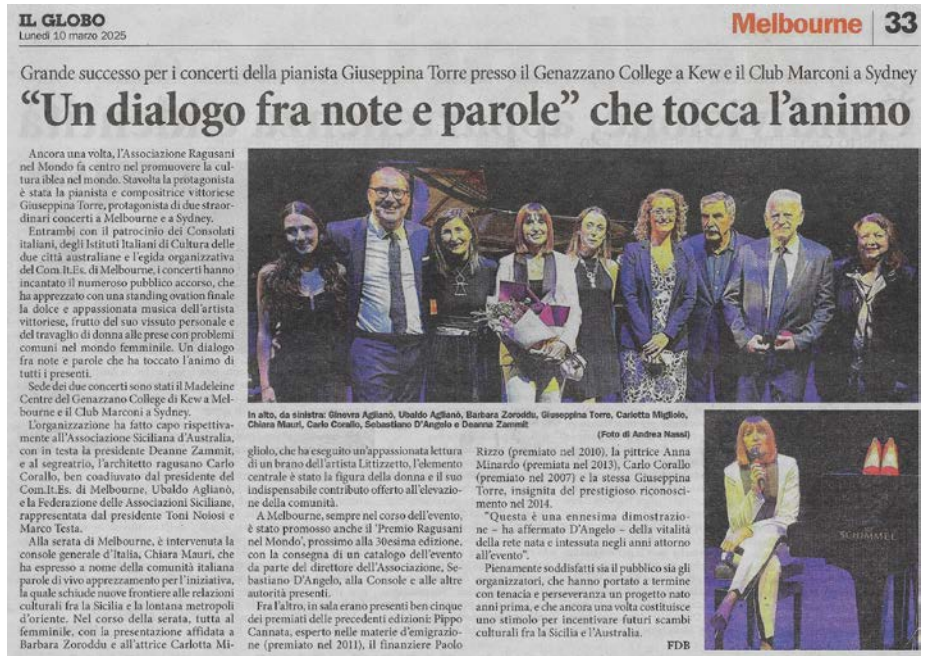 IL GLOBO
Lunedì 10 marzo 2025
Melbourne 33
Grande successo per i concerti della pianista Giuseppina Torre presso il Genazzano College a Kew e il Club Marconi a Sydney
“Un dialogo fra note e parole” che tocca l’animo
Ancora una volta, l’Associazione Ragusani
nel Mondo fa centro nel promuovere la cul-
tura iblea nel mondo. Stavolta la protagonista
è stata la pianista e compositrice vittoriese
Giuseppina Torre, protagonista di due straor-
dinari concerti a Melbourne e a Sydney.
Entrambi con il patrocinio dei Consolati
italiani, degli Istituti Italiani di Cultura delle
due città australiane e l’egida organizzativa
del Com.It.Es. di Melbourne, i concerti hanno
incantato il numeroso pubblico accorso, che
ha apprezzato con una standing ovation finale
la dolce e appassionata musica dell’artista
vittoriese, frutto del suo vissuto personale e
del travaglio di donna alle prese con problemi
comuni nel mondo femminile. Un dialogo
fra note e parole che ha toccato l’animo di
tutti i presenti.
Sede dei due concerti sono stati il Madeleine
Centre del Genazzano College di Kew a Mel-
bourne e il Club Marconi a Sydney.
L’organizzazione ha fatto capo rispettiva-
mente all’Associazione Siciliana d’Australia,
con in testa la presidente Deanne Zammit,
e al segreatrio, l’architetto ragusano Carlo
Corallo, ben coadiuvato dal presidente del
Com.It.Es. di Melbourne, Ubaldo Aglianò,
e la Federazione delle Associazioni Siciliane,
rappresentata dal presidente Toni Noiosi e
Marco Testa.
Alla serata di Melbourne, è intervenuta la
console generale d’Italia, Chiara Mauri, che
ha espresso a nome della comunità italiana
parole di vivo apprezzamento per l’iniziativa,
la quale schiude nuove frontiere alle relazioni
culturali fra la Sicilia e la lontana metropoli
d’oriente. Nel corso della serata, tutta al
femminile, con la presentazione affidata a
Barbara Zoroddu e all’attrice Carlotta Mi-
In alto, da sinistra: Ginevra Aglianò, Ubaldo Aglianò, Barbara Zoroddu, Giuseppina Torre, Carletta Migliolo,
Chiara Mauri, Carlo Corallo, Sebastiano D’Angelo e Deanna Zammit
(Foto di Andrea Nassi)
gliolo, che ha eseguito un’appassionata lettura
di un brano dell’artista Littizzetto, l’elemento
centrale è stato la figura della donna e il suo
indispensabile contributo offerto all’elevazio-
ne della comunità.
A Melbourne, sempre nel corso dell’evento,
è stato promosso anche il ‘Premio Ragusani
nel Mondo’, prossimo alla 30esima edizione,
con la consegna di un catalogo dell’evento
da parte del direttore dell’Associazione, Se-
bastiano D’Angelo, alla Console e alle altre
autorità presenti.
Fra l’altro, in sala erano presenti ben cinque
dei premiati delle precedenti edizioni: Pippo
Cannata, esperto nelle materie d’emigrazio-
ne (premiato nel 2011), il finanziere Paolo
Rizzo (premiato nel 2010), la pittrice Anna
Minardo (premiata nel 2013), Carlo Corallo
(premiato nel 2007) e la stessa Giuseppina
Torre, insignita del prestigioso riconosci-
mento nel 2014.
“Questa è una ennesima dimostrazio-
ne – ha affermato D’Angelo – della vitalità
della rete nata e intessuta negli anni attorno
all’evento”.
Pienamente soddisfatti sia il pubblico sia gli
organizzatori, che hanno portato a termine
con tenacia e perseveranza un progetto nato
anni prima, e che ancora una volta costituisce
uno stimolo per incentivare futuri scambi
culturali fra la Sicilia e l’Australia.
FDB
SCHIMMEL